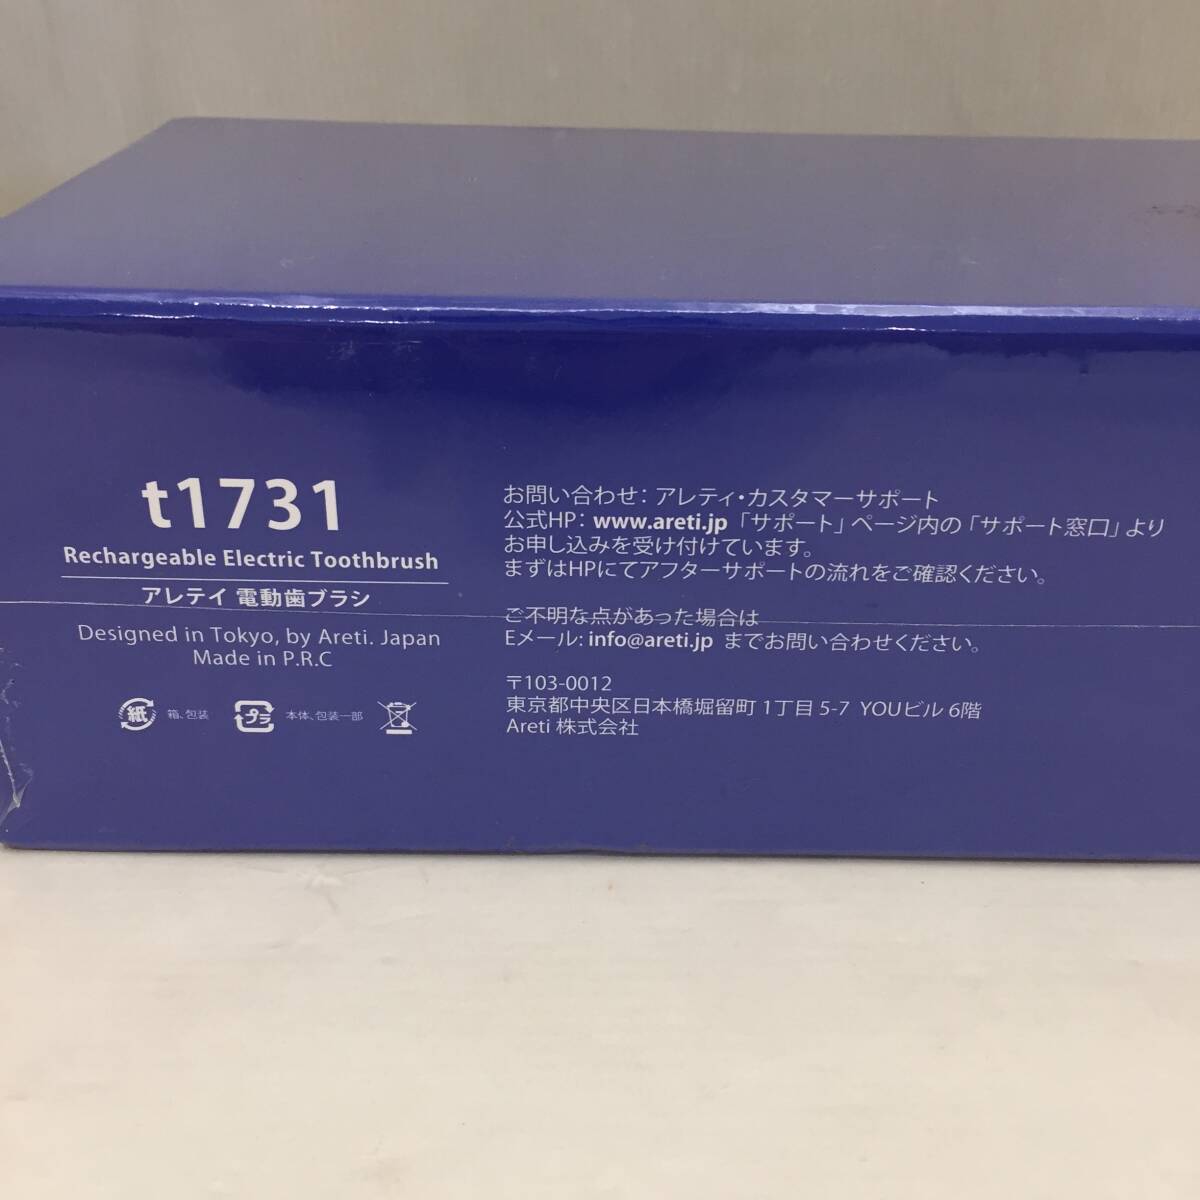 t1731
Rechargeable Electric Toothbrush
アレテイ 電動歯ブラシ
Designed in Tokyo, by Areti. Japan
Made in P.R.C
紙 箱、包装 プラ 本体、包装一部
お問い合わせ: アレティ・カスタマーサポート
公式HP: www.areti.jp 「サポート」ページ内の「サポート窓口」より
お申し込みを受け付けています。
まずはHPにてアフターサポートの流れをご確認ください。
ご不明な点があった場合は
Eメール: info@areti.jp までお問い合わせください。
〒103-0012
東京都中央区日本橋堀留町 1丁目 5-7 YOUビル 6階
Areti 株式会社